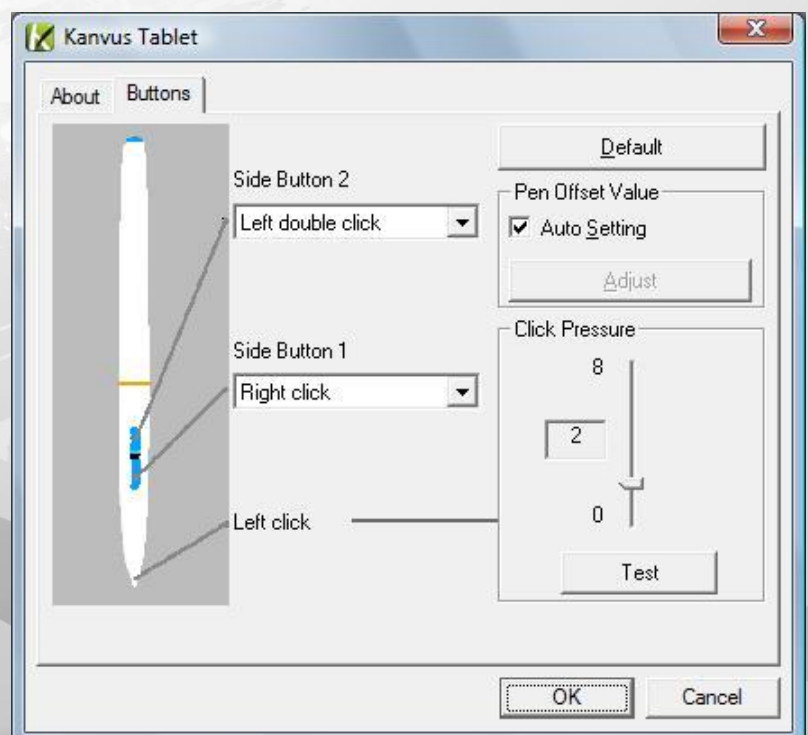 Kanvus Tablet
About
Buttons
Default
Side Button 2
Pen Offset Value
Left double click
Auto Setting
Adjust
Click Pressure
Side Button 1
8
Right click
2
0
Left click
Test
OK
Cancel